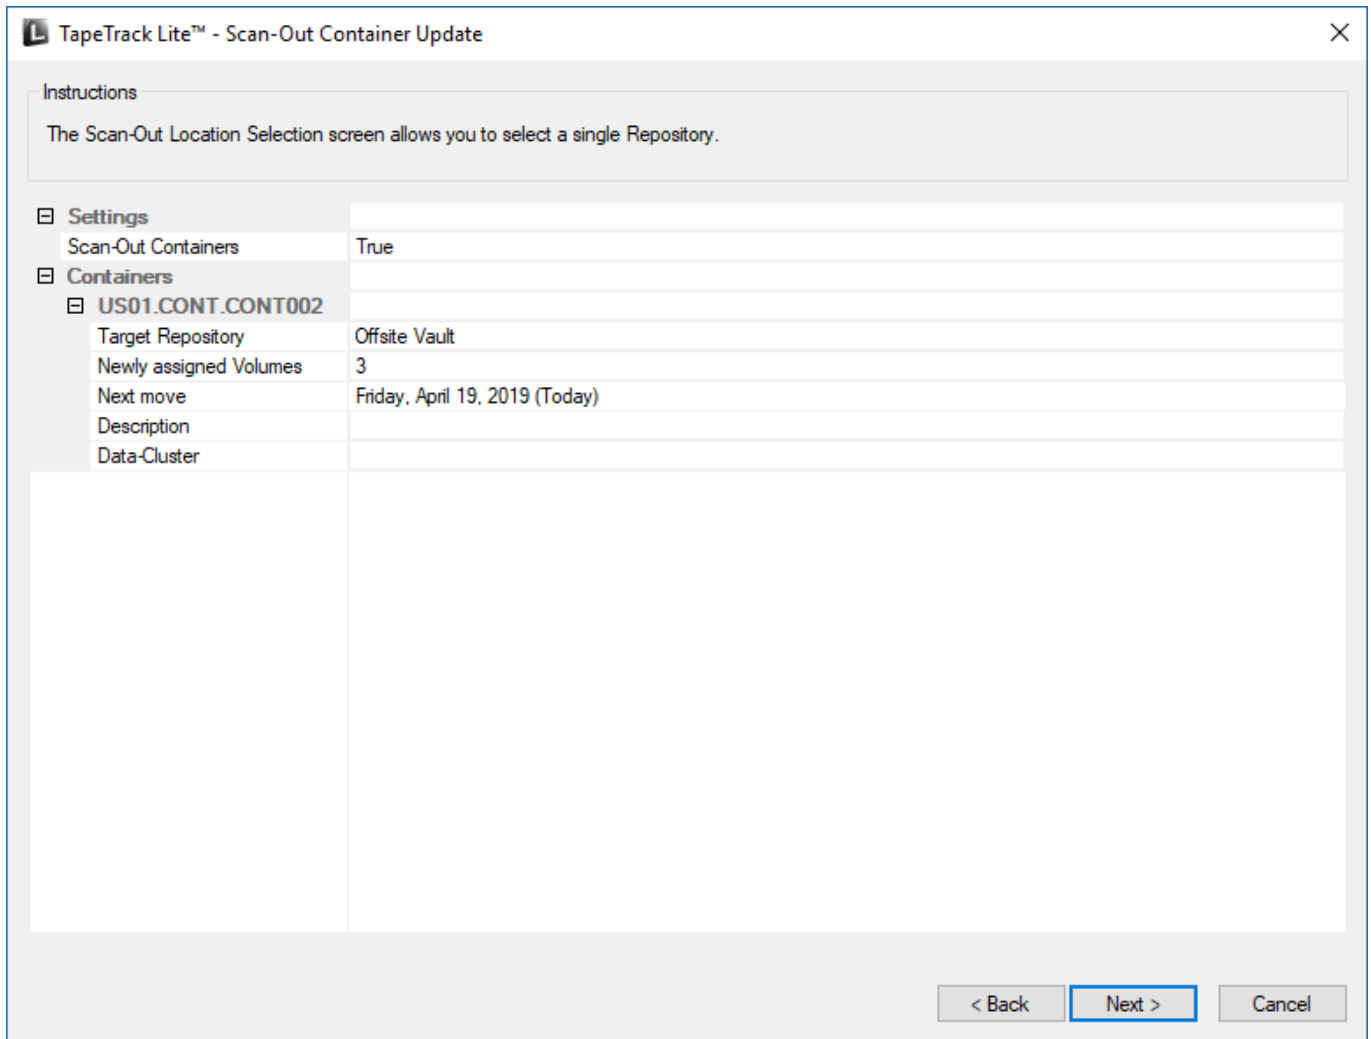 TapeTrack Lite™ - Scan-Out Container Update
Instructions
The Scan-Out Location Selection screen allows you to select a single Repository.
Settings
Scan-Out Containers True
Containers
US01.CONT.CONT002
Target Repository Offsite Vault
Newly assigned Volumes 3
Next move Friday, April 19, 2019 (Today)
Description
Data-Cluster
< Back Next > Cancel